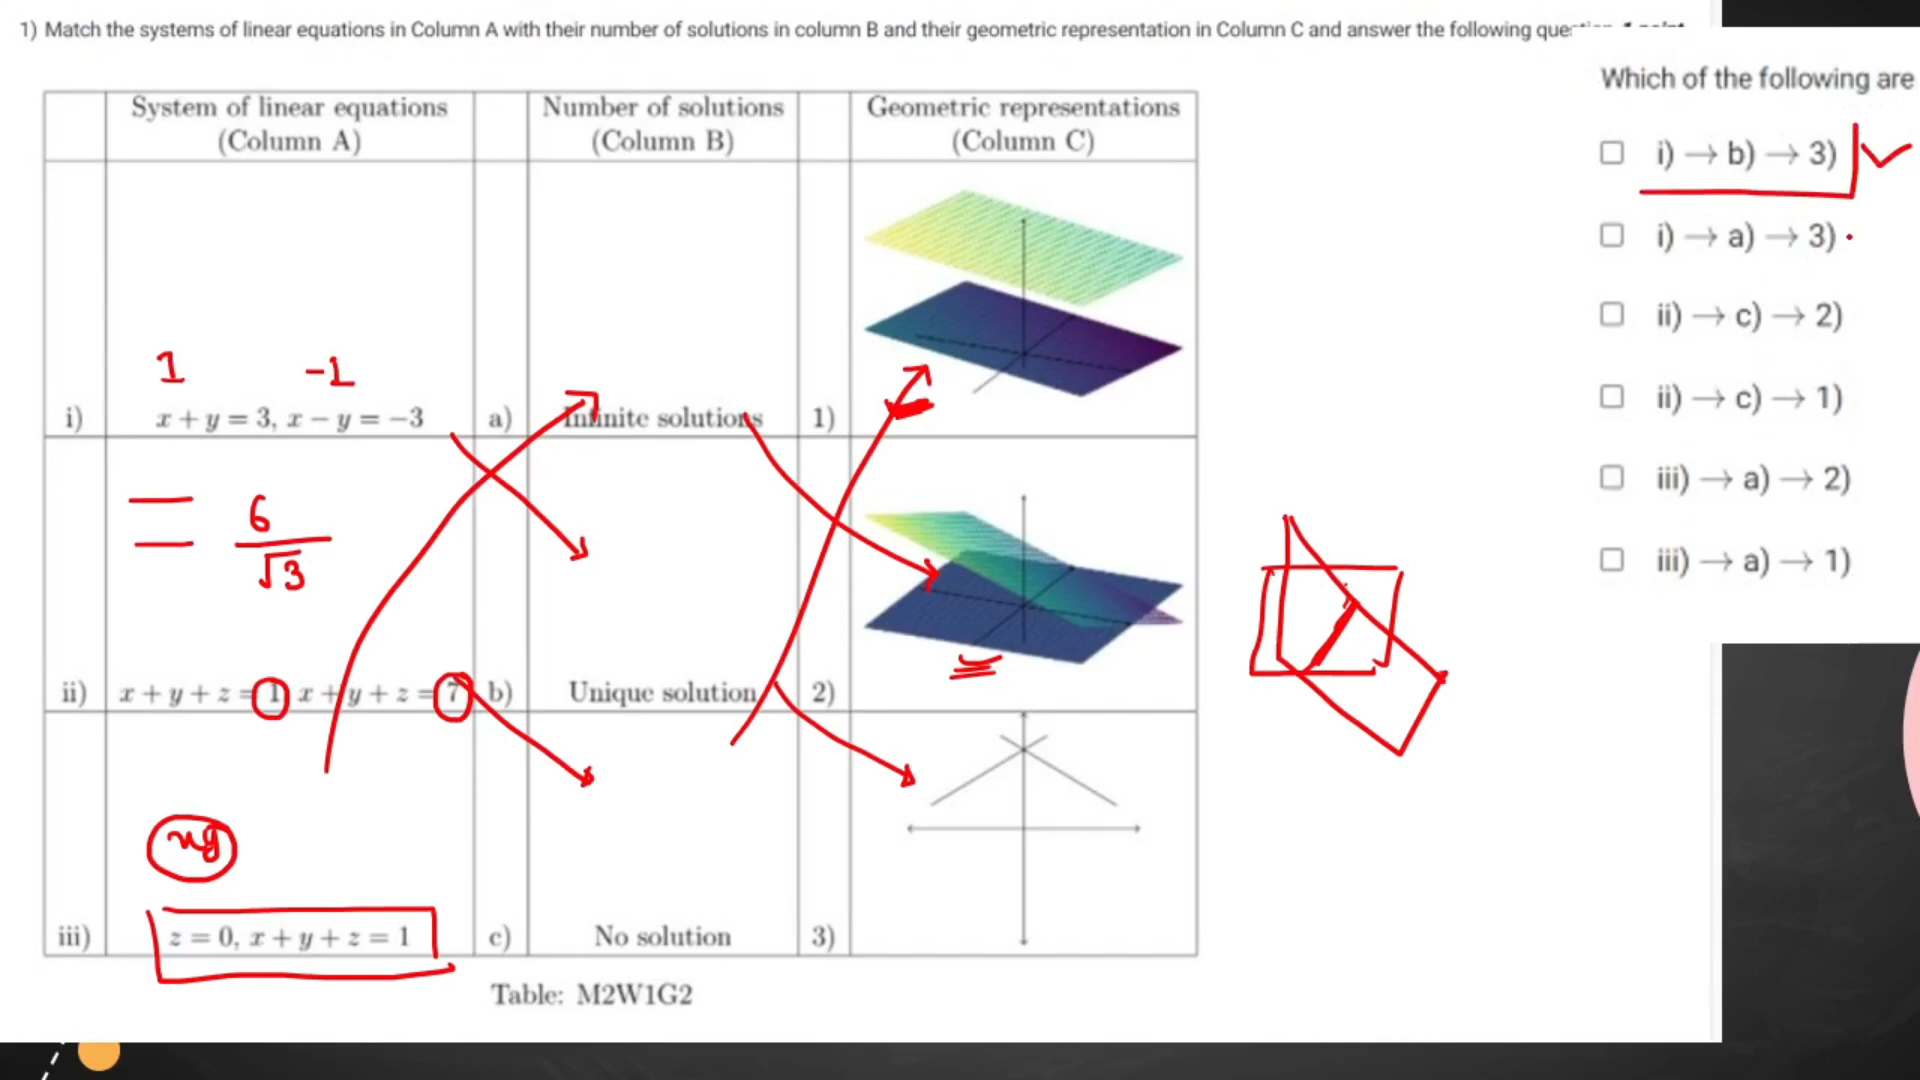 1) Match the systems of linear equations in Column A with their number of solutions in column B and their geometric representation in Column C and answer the following
System of linear equations
(Column A)
Number of solutions
(Column B)
Geometric representations
(Column C)
1 -1
i) x + y = 3, x − y = −3 a) Infinite solutions 1)
6
√3
ii) x + y + z = 1, x + y + z = 7 b) Unique solution 2)
iii) z = 0, x + y + z = 1 c) No solution 3)
Table: M2W1G2
Which of the following are
i) → b) → 3)
i) → a) → 3)
ii) → c) → 2)
ii) → c) → 1)
iii) → a) → 2)
iii) → a) → 1)